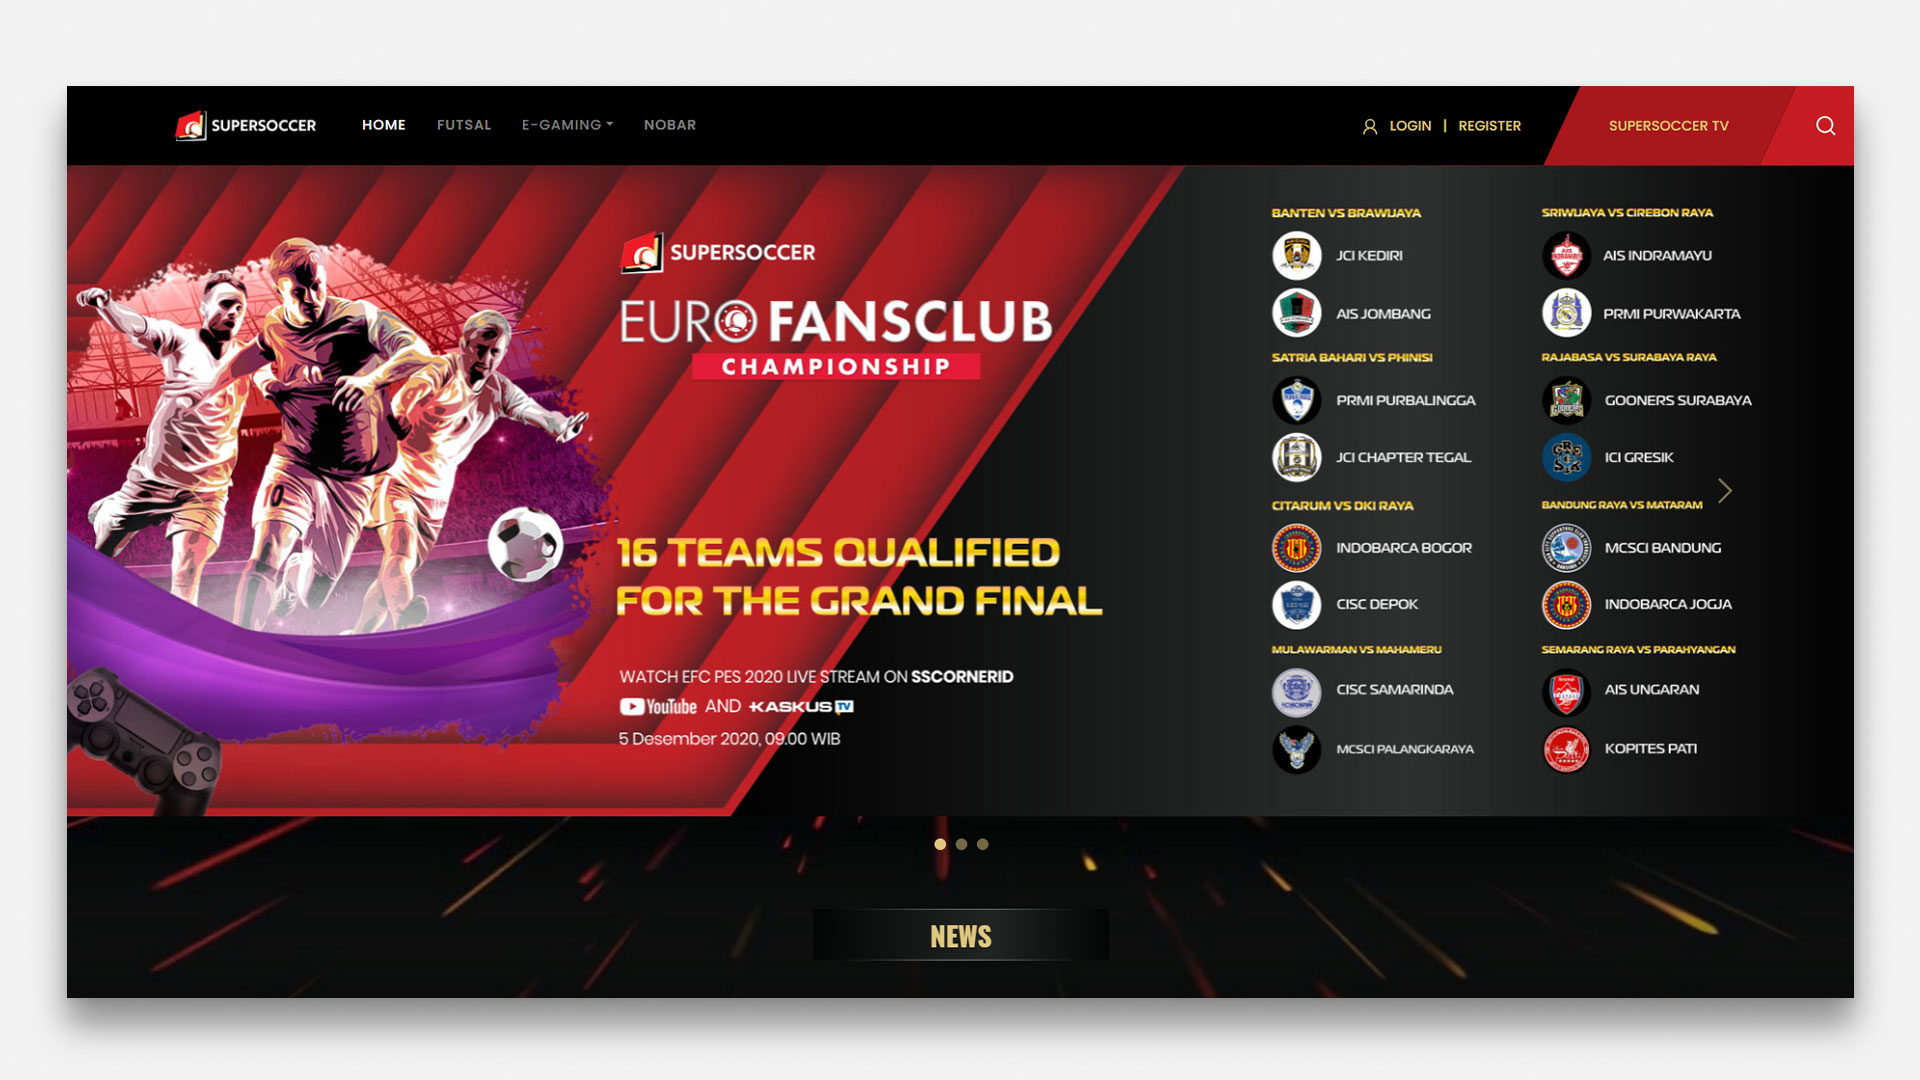 SUPERSOCCER
HOME
FUTSAL
E-GAMING
NOBAR
LOGIN | REGISTER
SUPERSOCCER TV
SUPERSOCCER
EURO FANSCLUB
CHAMPIONSHIP
16 TEAMS QUALIFIED
FOR THE GRAND FINAL
WATCH EFC PES 2020 LIVE STREAM ON SSCORNERID
YouTube AND KASKUS TV
5 Desember 2020, 09.00 WIB
BANTEN VS BRAWIJAYA
JCI KEDIRI
AIS JOMBANG
SATRIA BAHARI VS PHINISI
PRMI PURBALINGGA
JCI CHAPTER TEGAL
CITARUM VS DKI RAYA
INDOBARCA BOGOR
CISC DEPOK
MULAWARMAN VS MAHAMERU
CISC SAMARINDA
MCSCI PALANGKARAYA
SRIWIJAYA VS CIREBON RAYA
AIS INDRAMAYU
PRMI PURWAKARTA
RAJABASA VS SURABAYA RAYA
GOONERS SURABAYA
ICI GRESIK
BANDUNG RAYA VS MATARAM
MCSCI BANDUNG
INDOBARCA JOGJA
SEMARANG RAYA VS PARAHYANGAN
AIS UNGARAN
KOPITES PATI
NEWS